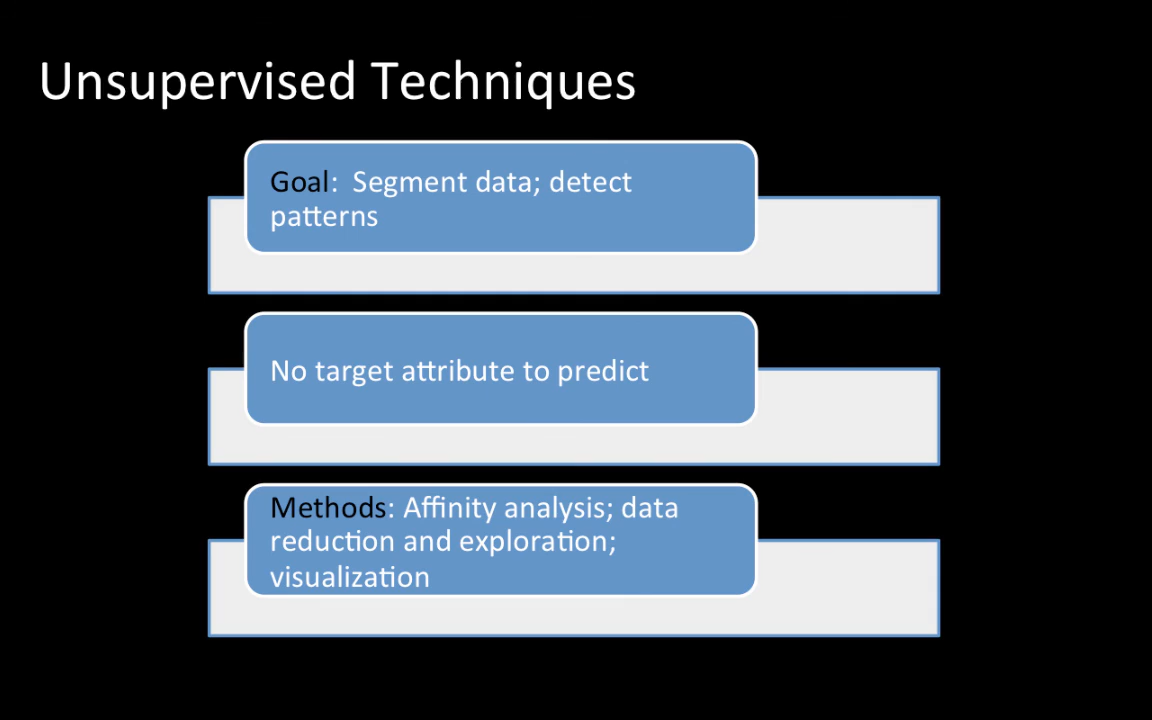 Unsupervised Techniques
Goal:  Segment data; detect
patterns
No target attribute to predict
Methods: Affinity analysis; data
reduction and exploration;
visualization